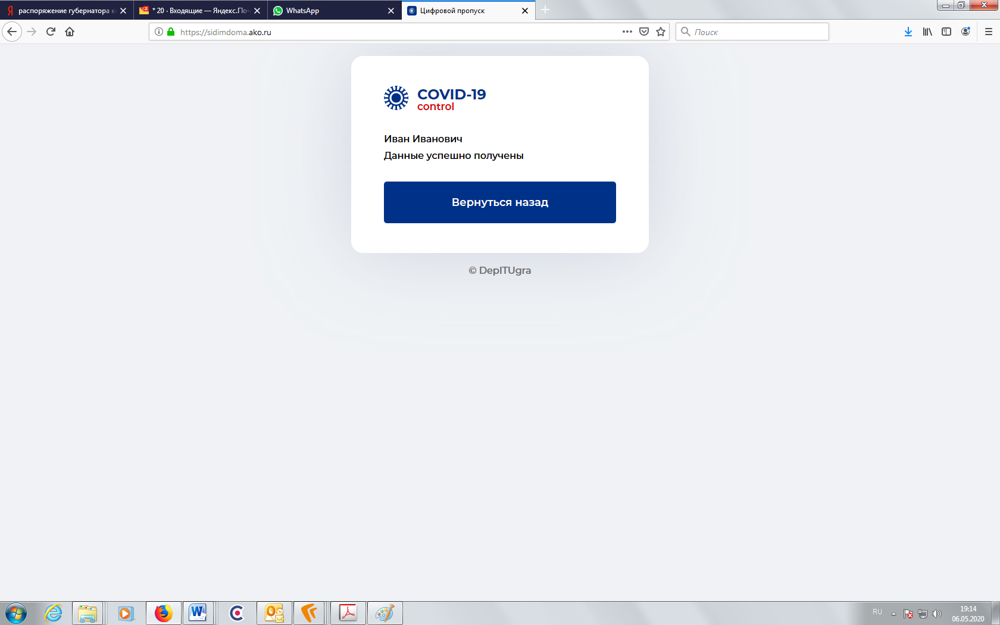 распоряжение губернатора к
* 20 · Входящие — Яндекс.Поч
WhatsApp
Цифровой пропуск
https://sidimdoma.ako.ru
Поиск
COVID-19
control
Иван Иванович
Данные успешно получены
Вернуться назад
© DepITUgra
RU
19:14
06.05.2020